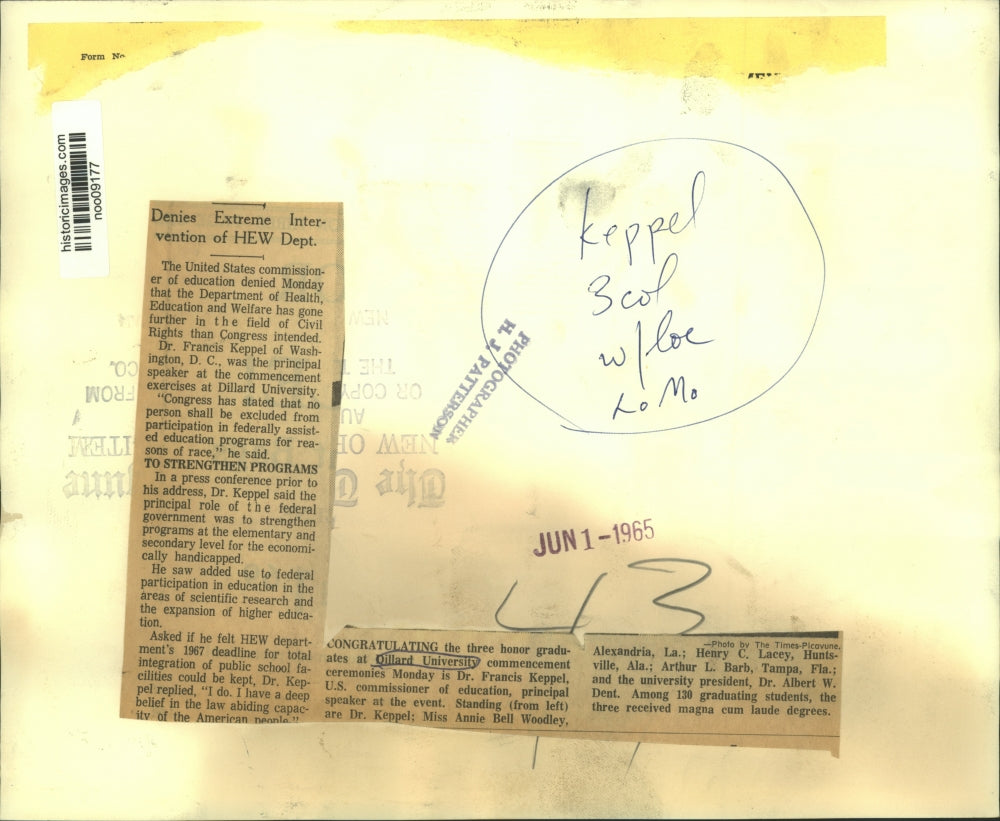 Form No
historicimages.com
noo09177
Denies Extreme Inter-
vention of HEW Dept.
The United States commission-
er of education denied Monday
that the Department of Health,
Education and Welfare has gone
further in the field of Civil
Rights than Congress intended.
Dr. Francis Keppel of Wash-
ington, D. C., was the principal
speaker at the commencement
exercises at Dillard University.
"Congress has stated that no
person shall be excluded from
participation in federally assist-
ed education programs for rea-
sons of race," he said.
TO STRENGTHEN PROGRAMS
In a press conference prior to
his address, Dr. Keppel said the
principal role of the federal
government was to strengthen
programs at the elementary and
secondary level for the economi-
cally handicapped.
He saw added use to federal
participation in education in the
areas of scientific research and
the expansion of higher educa-
tion.
Asked if he felt HEW depart-
ment's 1967 deadline for total
integration of public school fa-
cilities could be kept, Dr. Kep-
pel replied, "I do. I have a deep
belief in the law abiding capac-
ity of the American people."
Keppel
3 col
w/loc
PHOTOGRAPHER
H. J. PATTERSON
NEW
THE
CO.
OR COPY
FROM
NEW OR
ITEM
The T
une
JUN 1-1965
43
CONGRATULATING the three honor gradu-
ates at Dillard University commencement
ceremonies Monday is Dr. Francis Keppel,
U.S. commissioner of education, principal
speaker at the event. Standing (from left)
are Dr. Keppel; Miss Annie Bell Woodley,
—Photo by The Times-Picayune.
Alexandria, La.; Henry C. Lacey, Hunts-
ville, Ala.; Arthur L. Barb, Tampa, Fla.;
and the university president, Dr. Albert W.
Dent. Among 130 graduating students, the
three received magna cum laude degrees.